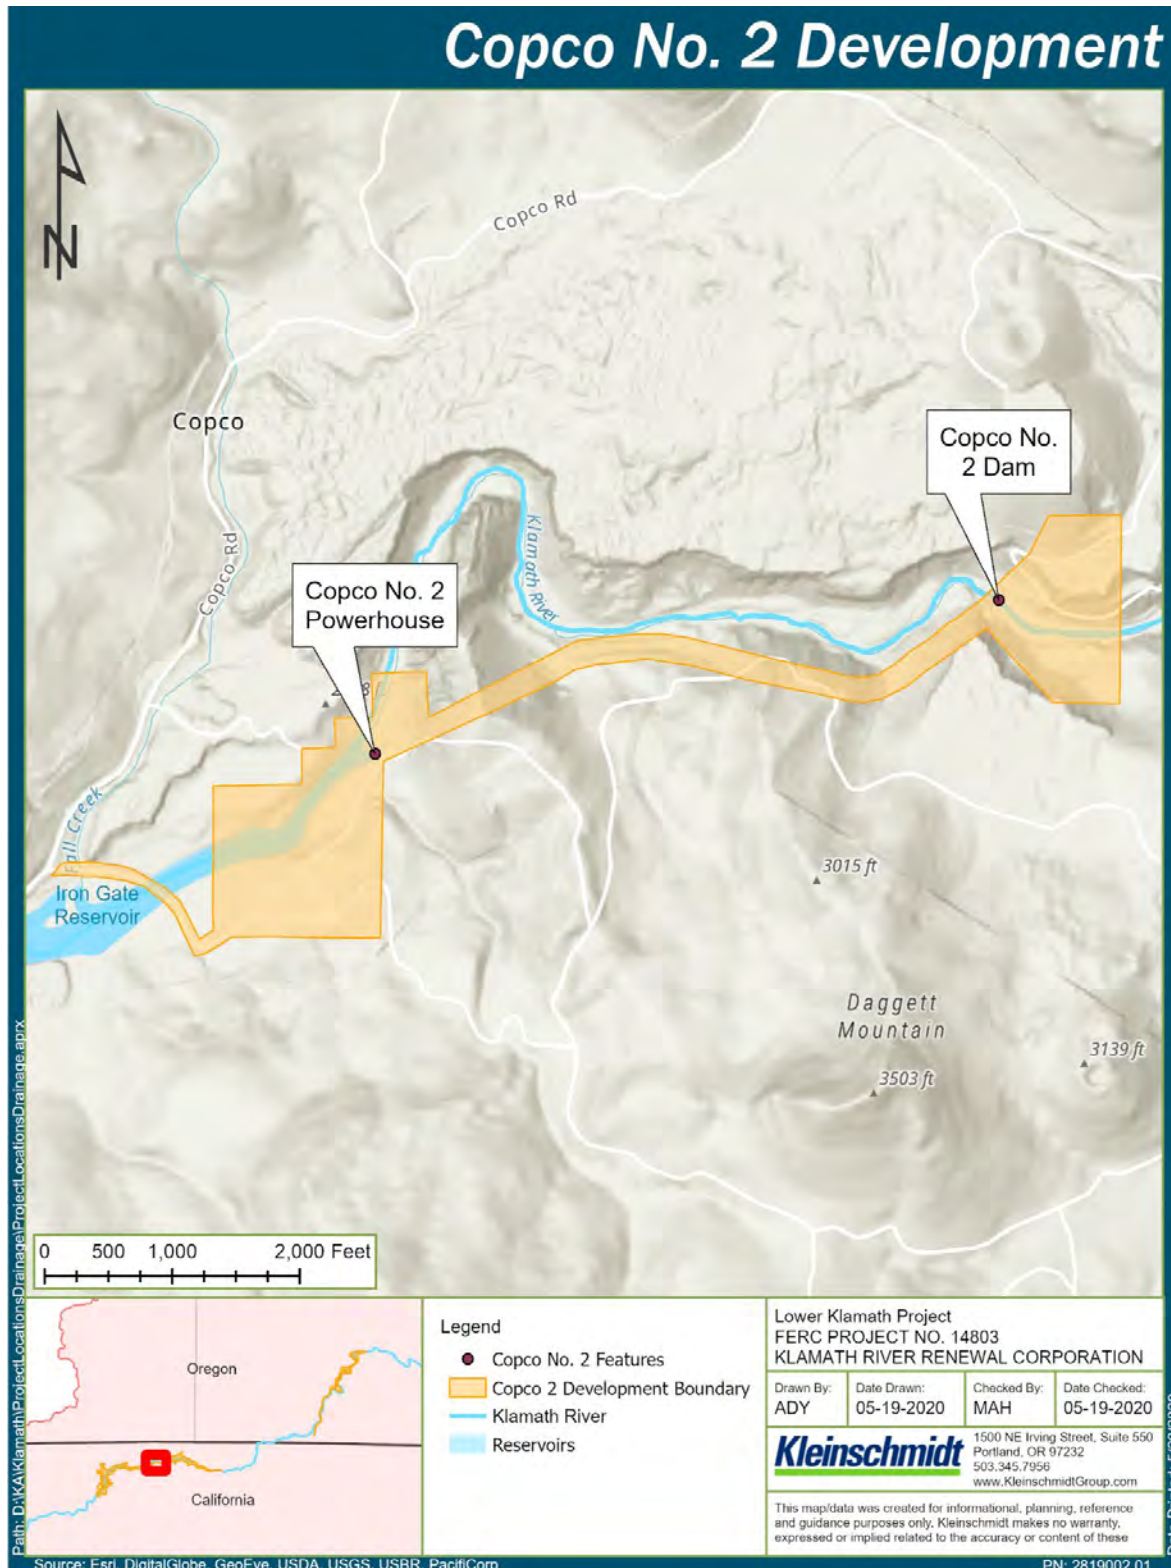 Copco No. 2 Development
N
Copco Rd
Copco
Copco No.
2 Dam
Klamath River
Copco Rd
Copco No. 2
Powerhouse
Fall Creek
Iron Gate
Reservoir
3015 ft
Daggett
Mountain
3139 ft
3503 ft
0 500 1,000 2,000 Feet
Oregon
California
Legend
Copco No. 2 Features
Copco 2 Development Boundary
Klamath River
Reservoirs
Lower Klamath Project
FERC PROJECT NO. 14803
KLAMATH RIVER RENEWAL CORPORATION
Drawn By:
ADY
Date Drawn:
05-19-2020
Checked By:
MAH
Date Checked:
05-19-2020
Kleinschmidt
1500 NE Irving Street, Suite 550
Portland, OR 97232
503.345.7956
www.KleinschmidtGroup.com
This map/data was created for informational, planning, reference
and guidance purposes only. Kleinschmidt makes no warranty,
expressed or implied related to the accuracy or content of these
Path: D:\KA\Klamath\ProjectLocationsDrainage\ProjectLocationsDrainage.aprx
Source: Esri, DigitalGlobe, GeoEye, USDA, USGS, USBR, PacifiCorp
PN: 2819002.01